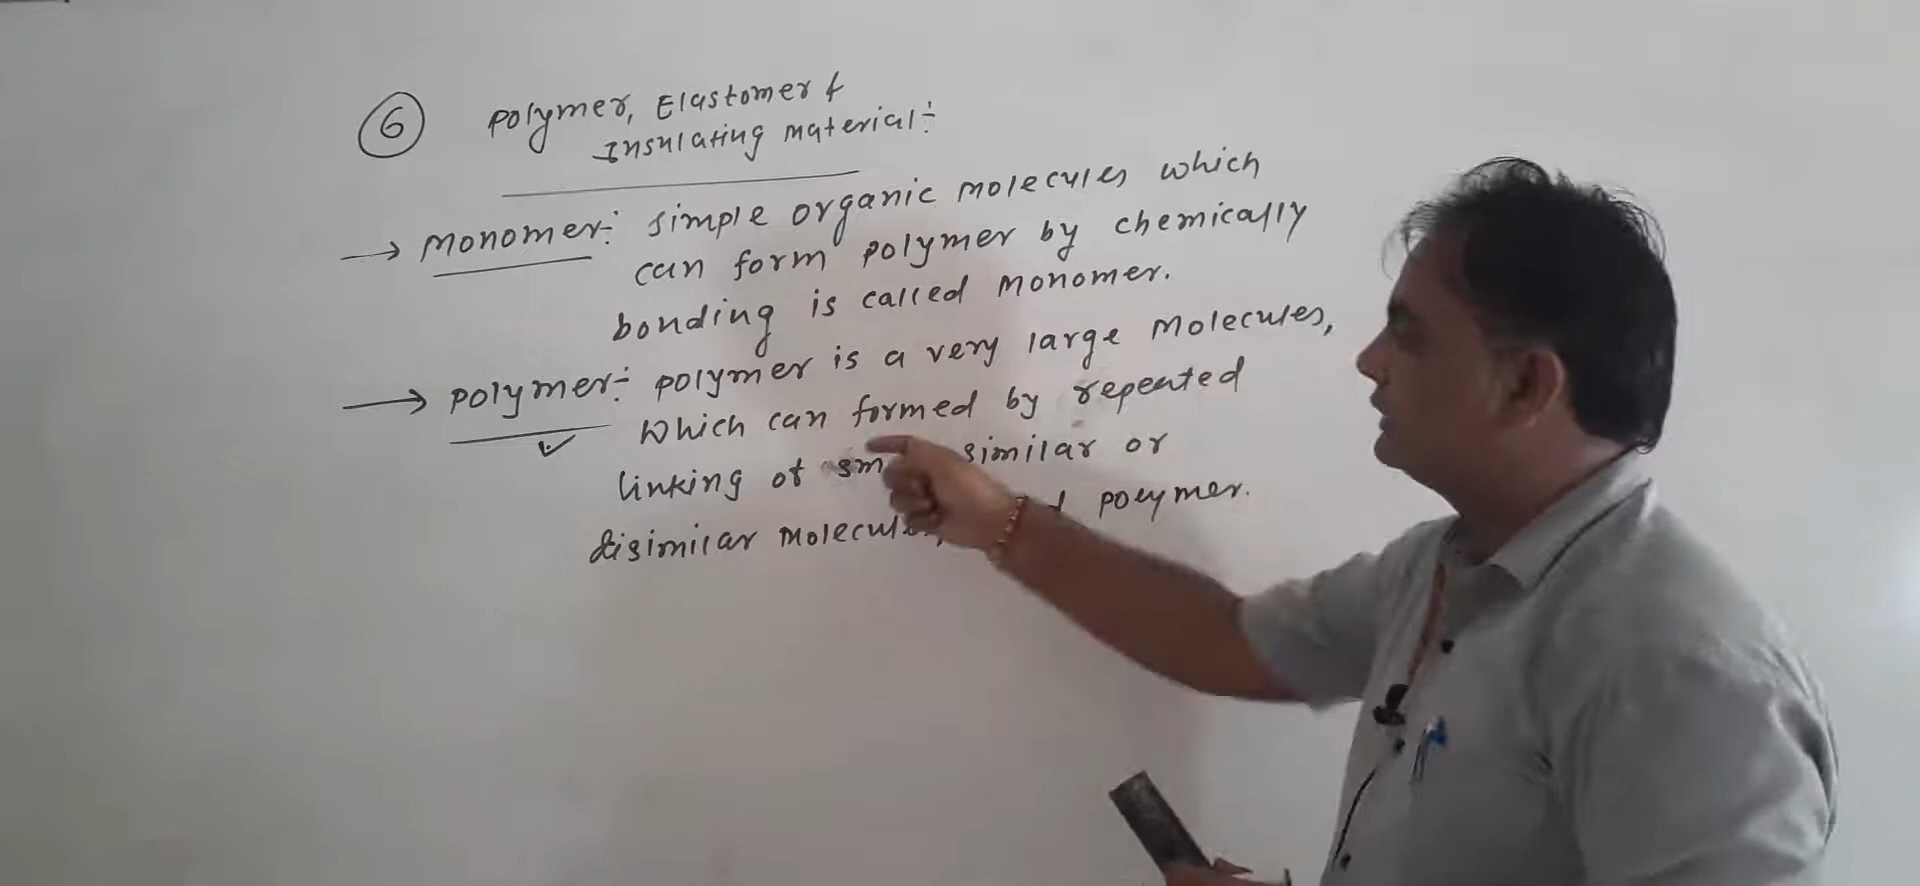 6 Polymer, Elastomer &
Insulating Material:-
→ Monomer: simple organic molecules which
can form polymer by chemically
bonding is called Monomer.
→ Polymer:- polymer is a very large Molecules,
which can formed by repeated
linking of similar or
disimilar Molecules, polymer.